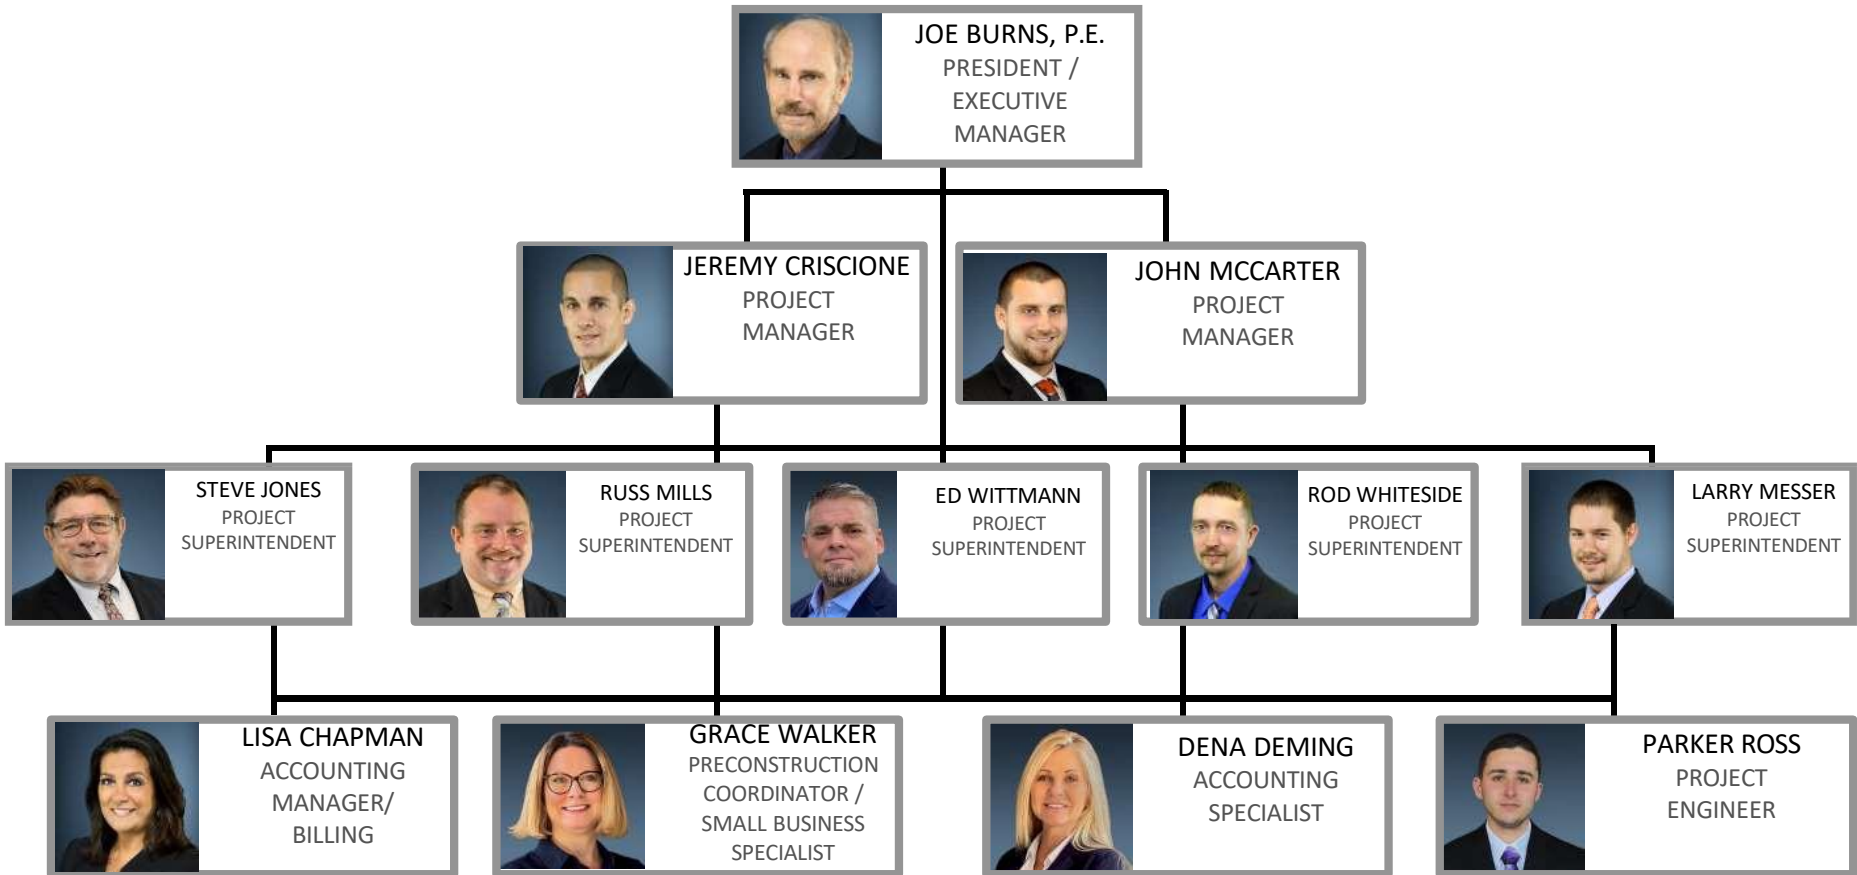 JOE BURNS, P.E.
PRESIDENT /
EXECUTIVE
MANAGER
JEREMY CRISCIONE
PROJECT
MANAGER
JOHN MCCARTER
PROJECT
MANAGER
STEVE JONES
PROJECT
SUPERINTENDENT
RUSS MILLS
PROJECT
SUPERINTENDENT
ED WITTMANN
PROJECT
SUPERINTENDENT
ROD WHITESIDE
PROJECT
SUPERINTENDENT
LARRY MESSER
PROJECT
SUPERINTENDENT
LISA CHAPMAN
ACCOUNTING
MANAGER/
BILLING
GRACE WALKER
PRECONSTRUCTION
COORDINATOR /
SMALL BUSINESS
SPECIALIST
DENA DEMING
ACCOUNTING
SPECIALIST
PARKER ROSS
PROJECT
ENGINEER